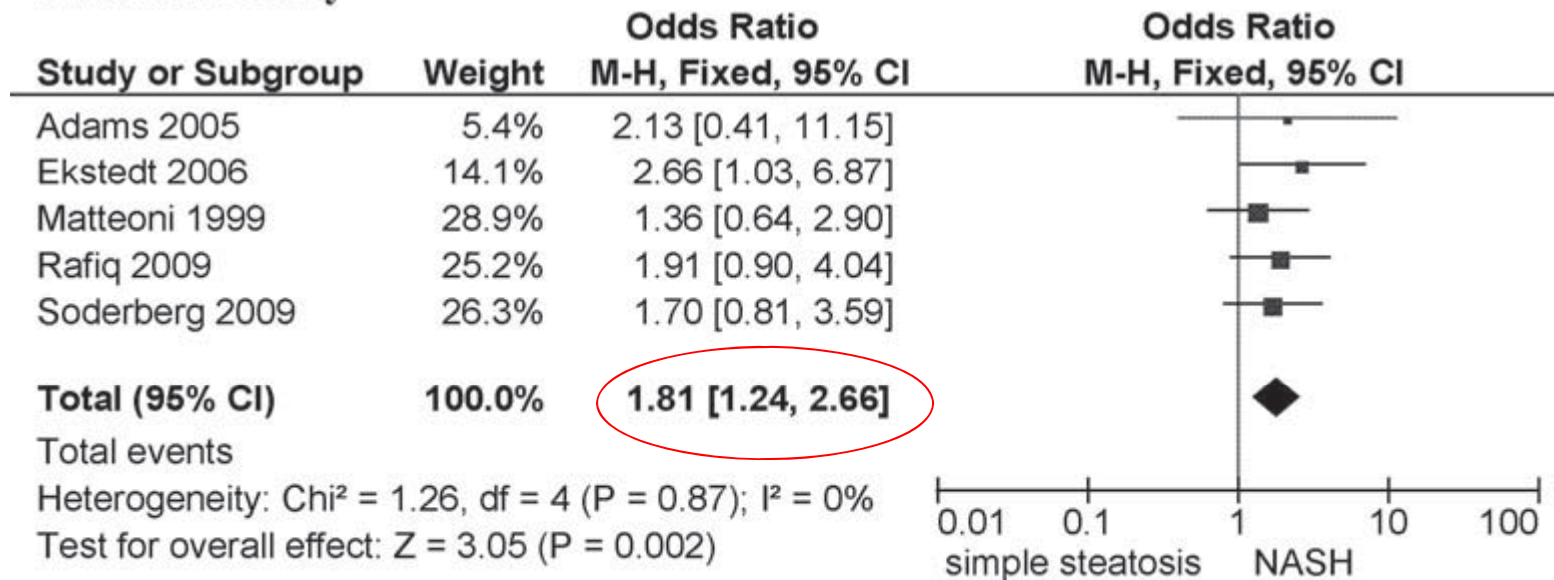 Odds Ratio Odds Ratio
Study or Subgroup Weight M-H, Fixed, 95% CI M-H, Fixed, 95% CI
Adams 2005 5.4% 2.13 [0.41, 11.15]
Ekstedt 2006 14.1% 2.66 [1.03, 6.87]
Matteoni 1999 28.9% 1.36 [0.64, 2.90]
Rafiq 2009 25.2% 1.91 [0.90, 4.04]
Soderberg 2009 26.3% 1.70 [0.81, 3.59]
Total (95% CI) 100.0% 1.81 [1.24, 2.66]
Total events
Heterogeneity: Chi² = 1.26, df = 4 (P = 0.87); I² = 0%
Test for overall effect: Z = 3.05 (P = 0.002)
0.01 0.1 1 10 100
simple steatosis NASH